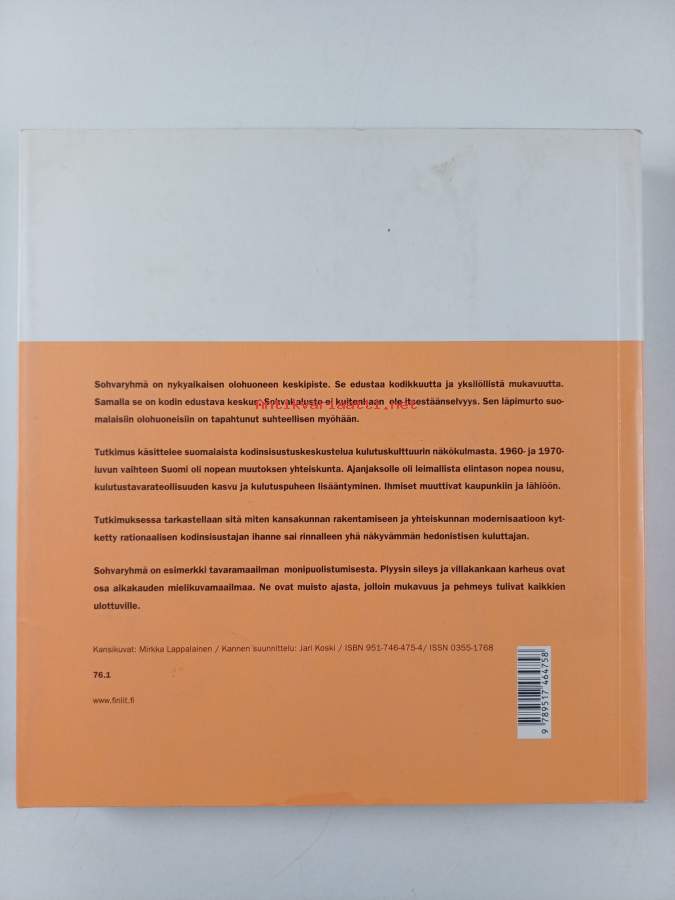 Sohvaryhmä on nykyaikaisen olohuoneen keskipiste. Se edustaa kodikkuutta ja yksilöllistä mukavuutta.
Samalla se on kodin edustava keskus. Sohvakalusto ei kuitenkaan ole itsestäänselvyys. Sen läpimurto suo-
Antikvariaatti.net
malaisiin olohuoneisiin on tapahtunut suhteellisen myöhään.
Tutkimus käsittelee suomalaista kodinsisustuskeskustelua kulutuskulttuurin näkökulmasta. 1960- ja 1970-
luvun vaihteen Suomi oli nopean muutoksen yhteiskunta. Ajanjaksolle oli leimallista elintason nopea nousu,
kulutustavarateollisuuden kasvu ja kulutuspuheen lisääntyminen. Ihmiset muuttivat kaupunkiin ja lähiöön.
Tutkimuksessa tarkastellaan sitä miten kansakunnan rakentamiseen ja yhteiskunnan modernisaatioon kyt-
ketty rationaalisen kodinsisustajan ihanne sai rinnalleen yhä näkyvämmän hedonistisen kuluttajan.
Sohvaryhmä on esimerkki tavaramaailman monipuolistumisesta. Plyysin sileys ja villakankaan karheus ovat
osa aikakauden mielikuvamaailmaa. Ne ovat muisto ajasta, jolloin mukavuus ja pehmeys tulivat kaikkien
ulottuville.
Kansikuvat: Mirkka Lappalainen / Kannen suunnittelu: Jari Koski / ISBN 951-746-475-4/ ISSN 0355-1768
76.1
www.finlit.fi
9 789517 464758